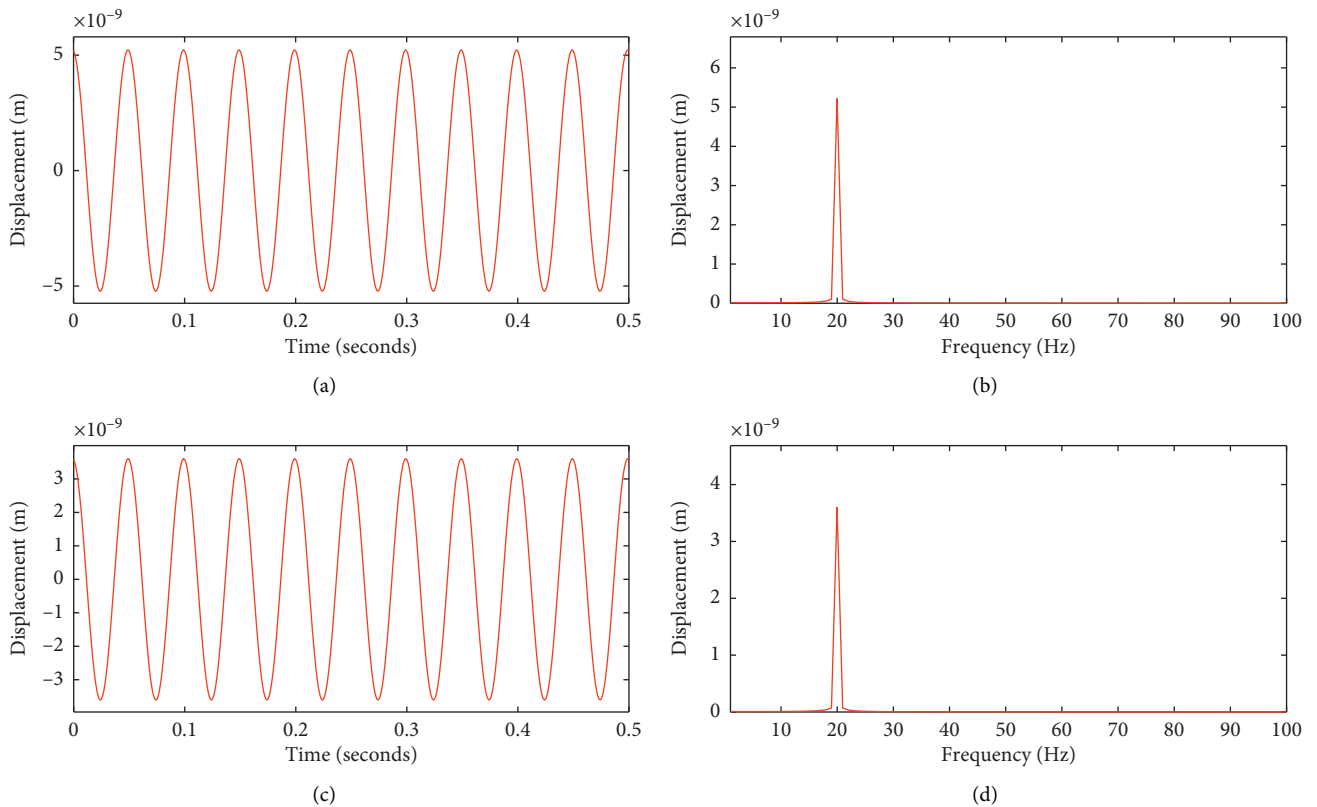 ×10⁻⁹
5
0
−5
Displacement (m)
0 0.1 0.2 0.3 0.4 0.5
Time (seconds)
(a)
×10⁻⁹
6
5
4
3
2
1
0
Displacement (m)
10 20 30 40 50 60 70 80 90 100
Frequency (Hz)
(b)
×10⁻⁹
3
2
1
0
−1
−2
−3
Displacement (m)
0 0.1 0.2 0.3 0.4 0.5
Time (seconds)
(c)
×10⁻⁹
4
3
2
1
0
Displacement (m)
10 20 30 40 50 60 70 80 90 100
Frequency (Hz)
(d)